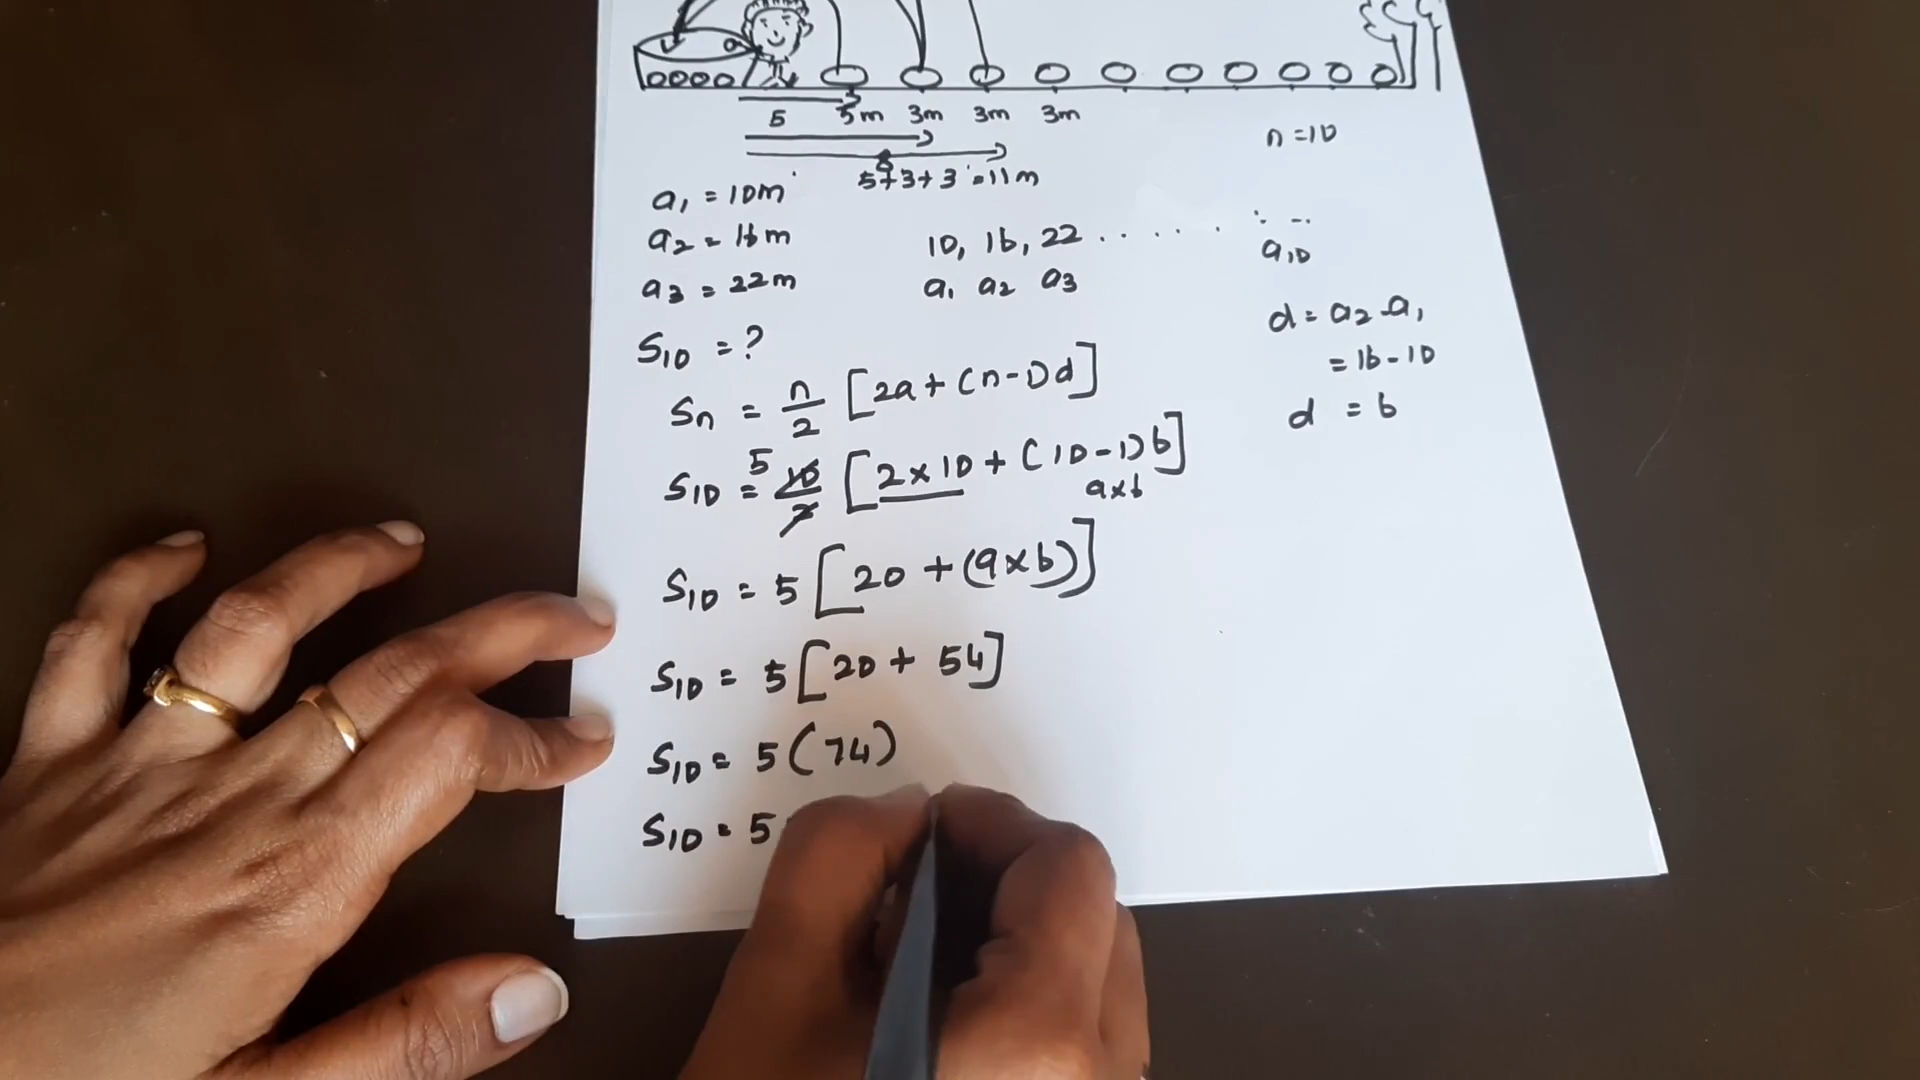 5 5m 3m 3m 3m
n = 10
5+3+3 = 11m
a₁ = 10m
a₂ = 16m
10, 16, 22 . . . . . . . . .
a₁₀
a₃ = 22m
a₁ a₂ a₃
d = a₂ - a₁
S₁₀ = ?
= 16 - 10
Sn = n/2 [2a + (n-1)d]
d = 6
5
S₁₀ = 10/2 [2 × 10 + (10-1)6]
9×6
S₁₀ = 5 [20 + (9×6)]
S₁₀ = 5 [20 + 54]
S₁₀ = 5 (74)
S₁₀ = 5